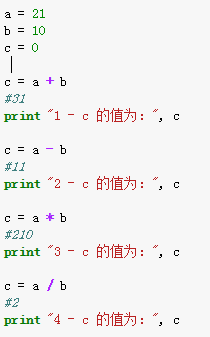 a = 21
b = 10
c = 0
c = a + b
#31
print "1 - c 的值为：", c
c = a - b
#11
print "2 - c 的值为：", c
c = a * b
#210
print "3 - c 的值为：", c
c = a / b
#2
print "4 - c 的值为：", c